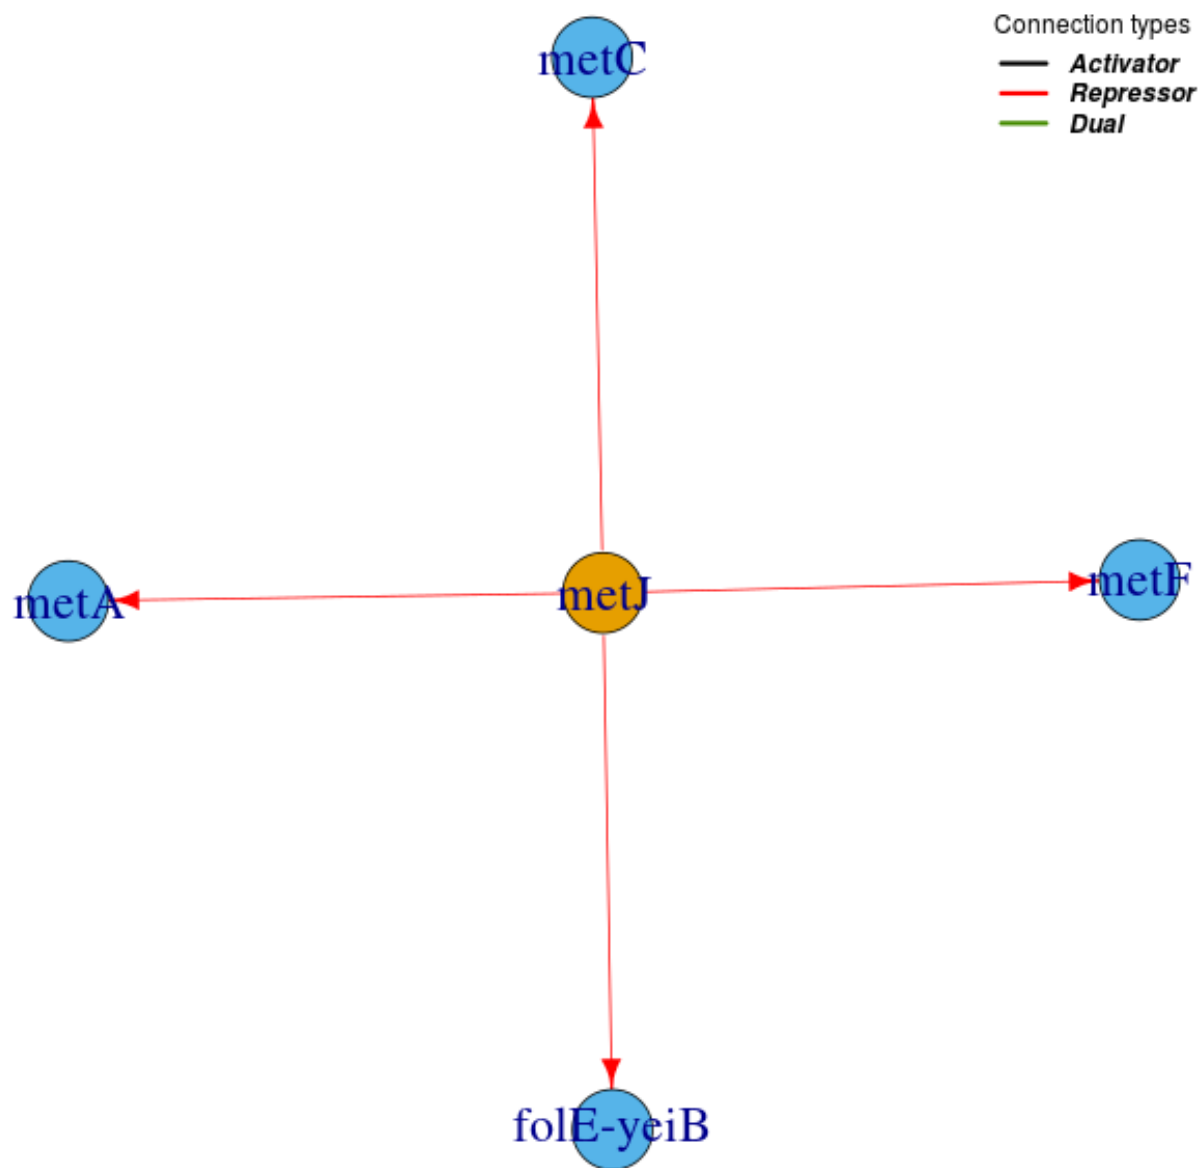 Connection types
Activator
Repressor
Dual
metC
metA
metJ
metF
folE-yeiB